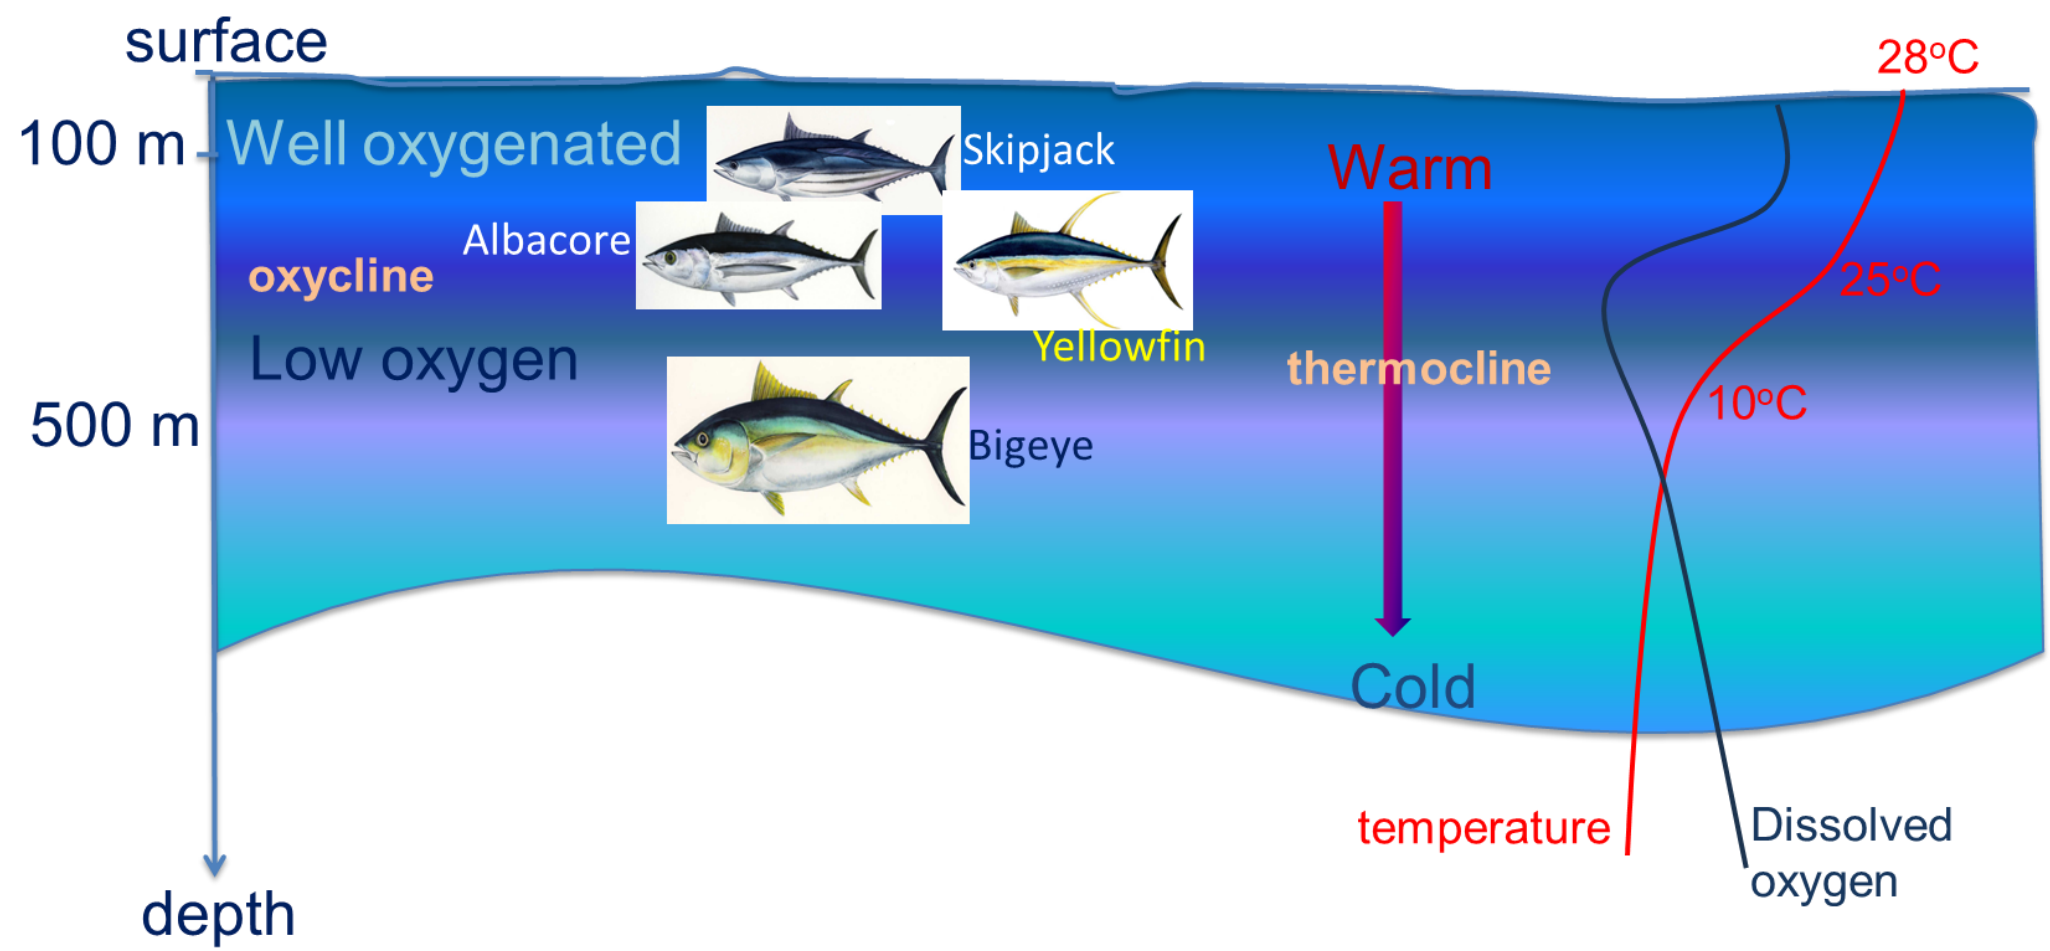 surface
28°C
100 m
Well oxygenated
Skipjack
Warm
Albacore
oxycline
25°C
Low oxygen
Yellowfin
thermocline
10°C
500 m
Bigeye
Cold
temperature
Dissolved
oxygen
depth